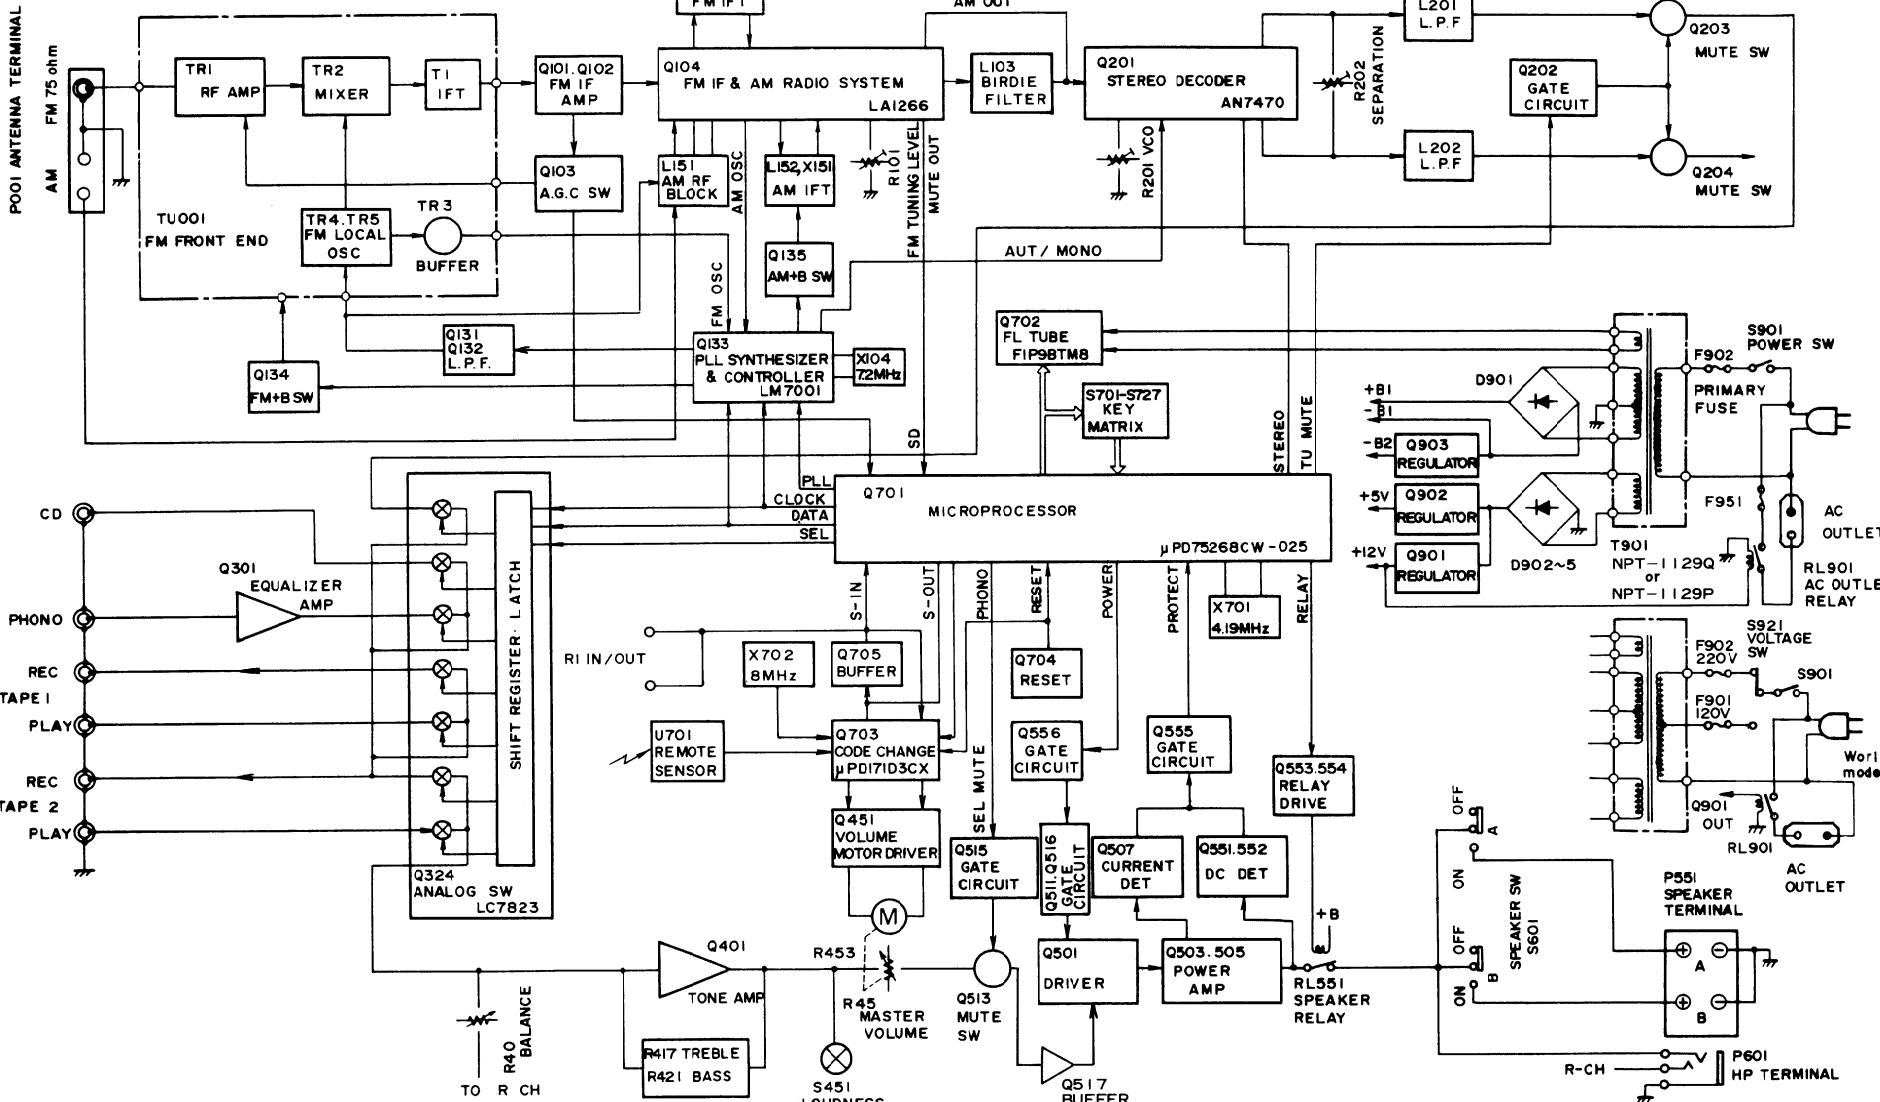 FM IFT
AM OUT
L201
L.P.F
Q203
MUTE SW
POO1 ANTENNA TERMINAL
FM 75 ohm
AM
TR1
RF AMP
TR2
MIXER
T1
IFT
Q101.Q102
FM IF
AMP
Q104
FM IF & AM RADIO SYSTEM
LA1266
L103
BIRDIE
FILTER
Q201
STEREO DECODER
AN7470
R202
SEPARATION
Q202
GATE
CIRCUIT
L202
L.P.F
Q204
MUTE SW
Q103
A.G.C SW
L151
AM RF
BLOCK
AM OSC
L152,X151
AM IFT
R101
FM TUNING LEVEL
MUTE OUT
R201 VCO
TU001
FM FRONT END
TR4.TR5
FM LOCAL
OSC
TR3
BUFFER
FM OSC
Q135
AM+B SW
AUT/ MONO
Q131
Q132
L.P.F.
Q133
PLL SYNTHESIZER
& CONTROLLER
LM7001
X104
7.2MHz
Q134
FM+B SW
Q702
FL TUBE
FIP9BTM8
S701-S727
KEY
MATRIX
SD
STEREO
TU MUTE
D901
+B1
-B1
-B2
Q903
REGULATOR
+5V
Q902
REGULATOR
+12V
Q901
REGULATOR
D902~5
S901
POWER SW
F902
PRIMARY
FUSE
F951
AC
OUTLET
T901
NPT-1129Q
or
NPT-1129P
RL901
AC OUTLE
RELAY
PLL
CLOCK
DATA
SEL
Q701
MICROPROCESSOR
μPD75268CW-025
CD
PHONO
REC
TAPE 1
PLAY
REC
TAPE 2
PLAY
Q301
EQUALIZER
AMP
SHIFT REGISTER· LATCH
Q324
ANALOG SW
LC7823
S-IN
S-OUT
PHONO
RESET
POWER
PROTECT
X701
4.19MHz
RELAY
RI IN/OUT
X702
8MHz
Q705
BUFFER
Q704
RESET
U701
REMOTE
SENSOR
Q703
CODE CHANGE
μPD17103CX
SEL MUTE
Q556
GATE
CIRCUIT
Q555
GATE
CIRCUIT
Q553.554
RELAY
DRIVE
Q451
VOLUME
MOTOR DRIVER
M
Q515
GATE
CIRCUIT
Q511.Q516
GATE
CIRCUIT
Q507
CURRENT
DET
Q551.552
DC DET
+B
S921
VOLTAGE
SW
F902
220V
S901
F901
120V
Worl
mode
Q901
OUT
RL901
AC
OUTLET
OFF
A
ON
OFF
B
ON
SPEAKER SW
S601
P551
SPEAKER
TERMINAL
A
B
Q401
TONE AMP
R453
R45
MASTER
VOLUME
Q513
MUTE
SW
Q501
DRIVER
Q503.505
POWER
AMP
RL551
SPEAKER
RELAY
R40
BALANCE
TO R CH
R417 TREBLE
R421 BASS
S451
LOUDNESS
Q517
BUFFER
R-CH
P601
HP TERMINAL